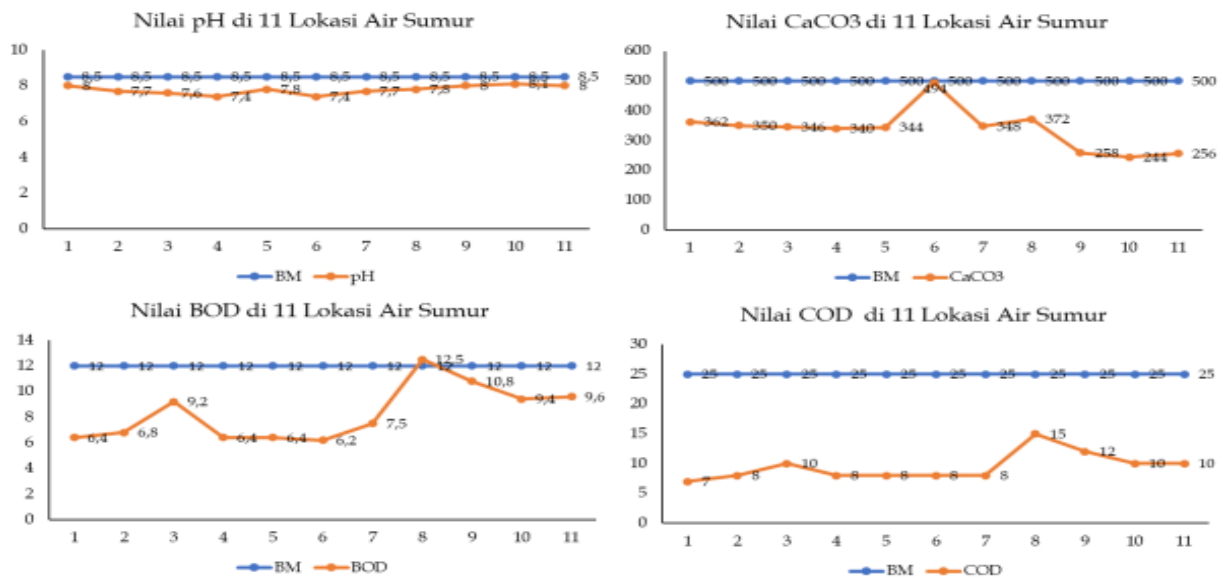 Nilai pH di 11 Lokasi Air Sumur
10
8
6
4
2
0
8,5 8,5 8,5 8,5 8,5 8,5 8,5 8,5 8,5 8,5 8,5
8 7,7 7,6 7,4 7,8 7,4 7,7 7,8 8 8,1 8
1 2 3 4 5 6 7 8 9 10 11
BM pH
Nilai CaCO3 di 11 Lokasi Air Sumur
600
500
400
300
200
100
0
500 500 500 500 500 500 500 500 500 500 500
362 350 346 340 344 494 348 372 258 244 256
1 2 3 4 5 6 7 8 9 10 11
BM CaCO3
Nilai BOD di 11 Lokasi Air Sumur
14
12
10
8
6
4
2
0
12 12 12 12 12 12 12 12 12 12 12
6,4 6,8 9,2 6,4 6,4 6,2 7,5 12,5 10,8 9,4 9,6
1 2 3 4 5 6 7 8 9 10 11
BM BOD
Nilai COD di 11 Lokasi Air Sumur
30
25
20
15
10
5
0
25 25 25 25 25 25 25 25 25 25 25
7 8 10 8 8 8 8 15 12 10 10
1 2 3 4 5 6 7 8 9 10 11
BM COD